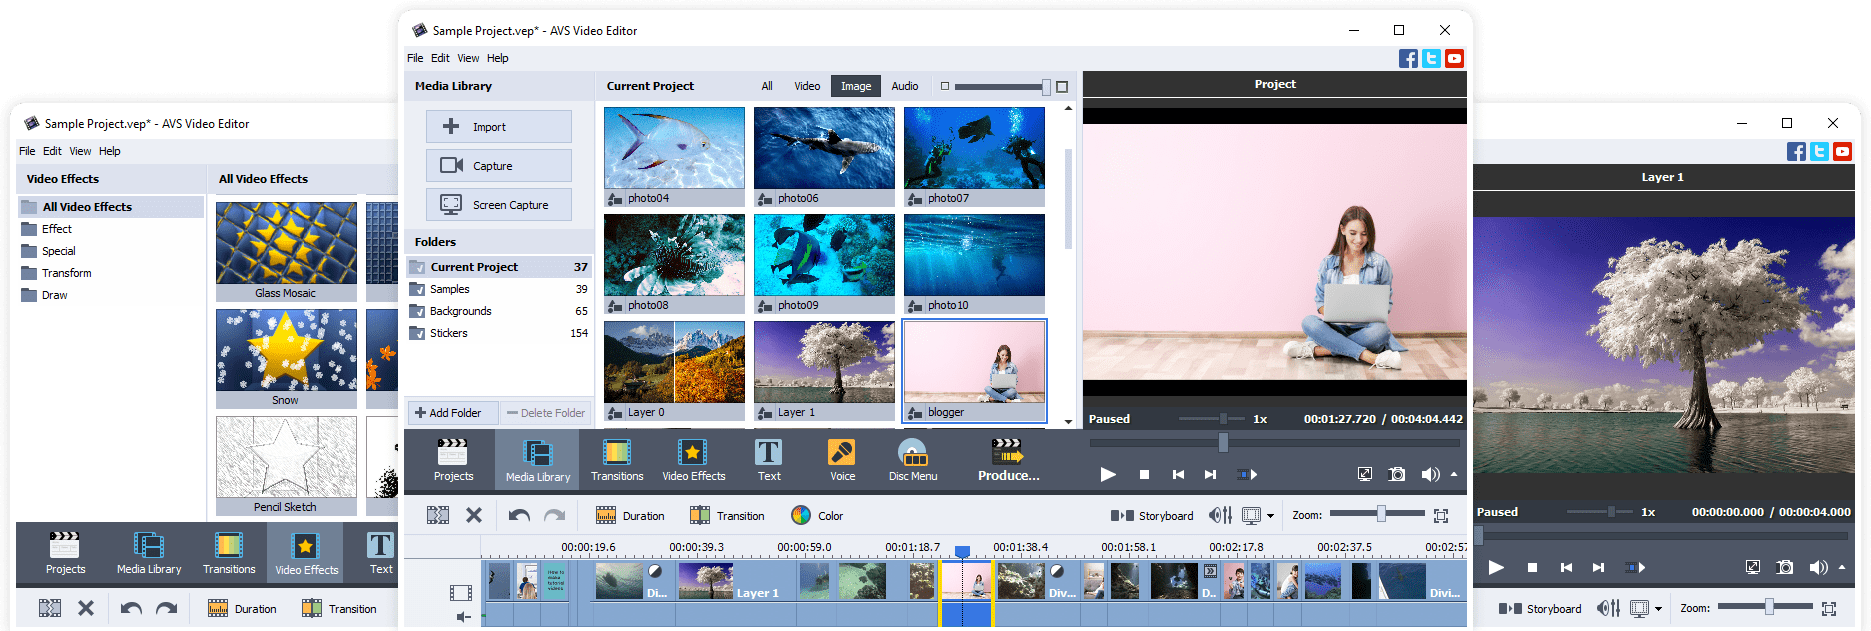 Sample Project.vep* - AVS Video Editor
File Edit View Help
Video Effects
All Video Effects
Effect
Special
Transform
Draw
All Video Effects
Glass Mosaic
Snow
Pencil Sketch
Projects
Media Library
Transitions
Video Effects
Text
Duration
Transition
Sample Project.vep* - AVS Video Editor
File Edit View Help
Media Library
Import
Capture
Screen Capture
Folders
Current Project 37
Samples 39
Backgrounds 65
Stickers 154
Add Folder
Delete Folder
Current Project
All Video Image Audio
photo04
photo06
photo07
photo08
photo09
photo10
Layer 0
Layer 1
blogger
Project
Paused 1x 00:01:27.720 / 00:04:04.442
Projects
Media Library
Transitions
Video Effects
Text
Voice
Disc Menu
Produce...
Duration
Transition
Color
Storyboard
Zoom:
00:00:19.6 00:00:39.3 00:00:59.0 00:01:18.7 00:01:38.4 00:01:58.1 00:02:17.8 00:02:37.5 00:02:57
How to
make
tutorial
videos
Di...
Layer 1
Div...
D..
Divi...
Layer 1
Paused 1x 00:00:00.000 / 00:00:04.000
Storyboard
Zoom: